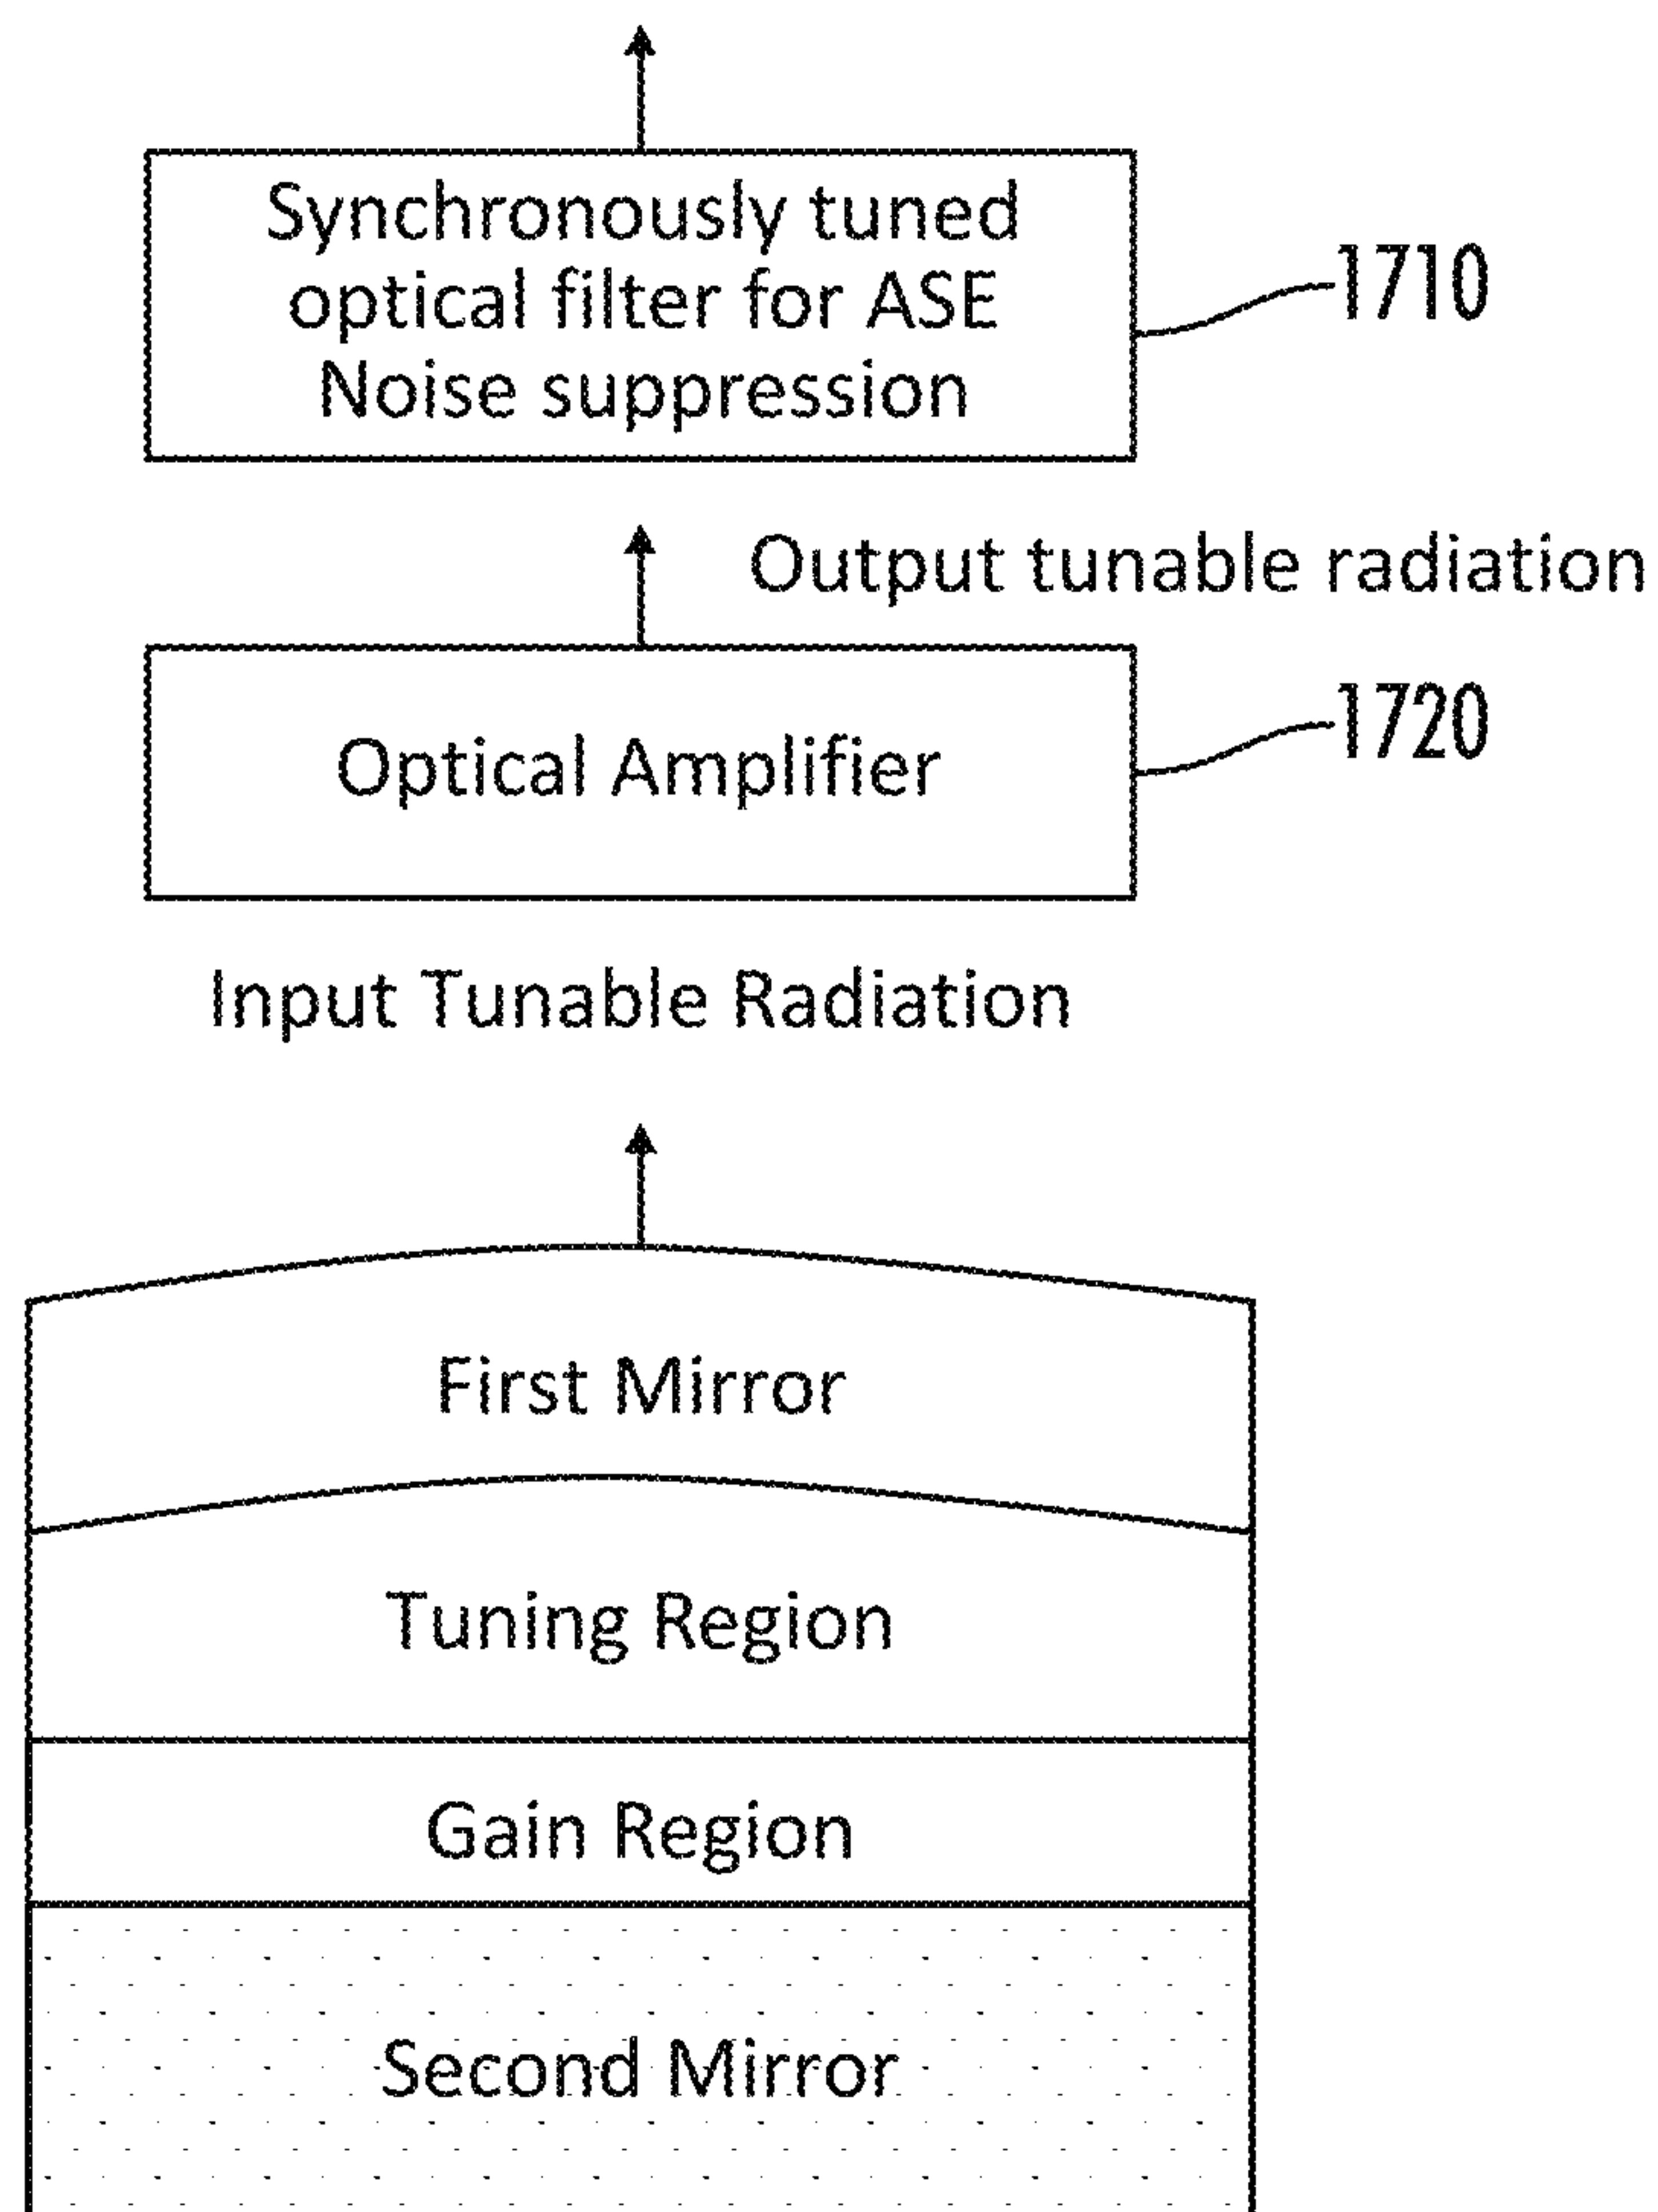 Synchronously tuned
optical filter for ASE
Noise suppression
1710
Output tunable radiation
Optical Amplifier
1720
Input Tunable Radiation
First Mirror
Tuning Region
Gain Region
Second Mirror